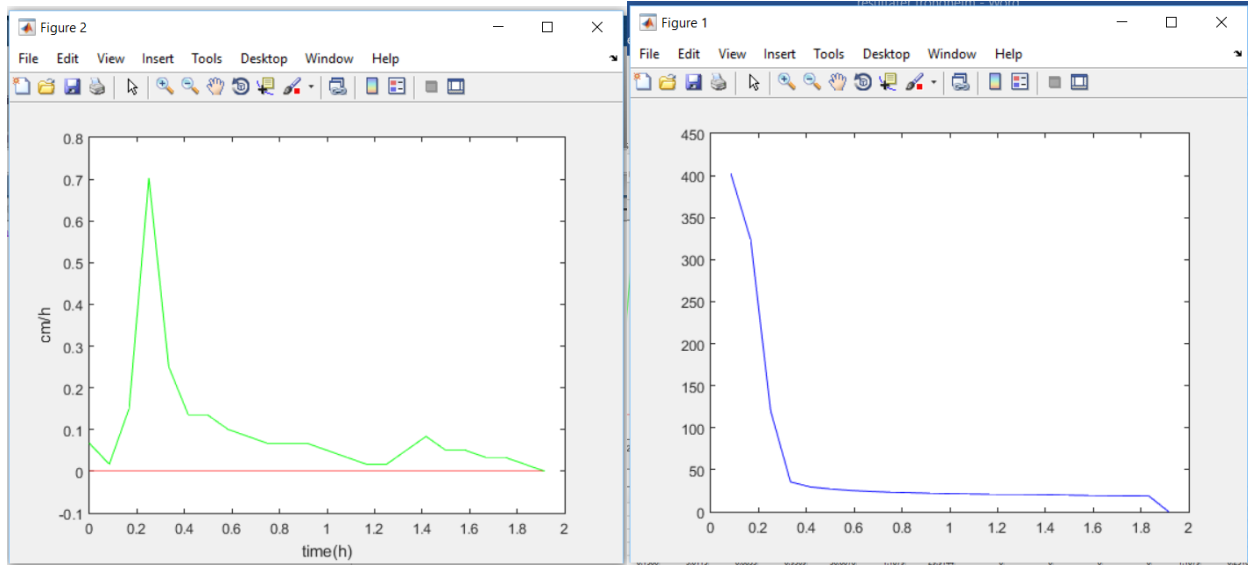 Figure 2
File Edit View Insert Tools Desktop Window Help
0.8
0.7
0.6
0.5
0.4
0.3
0.2
0.1
0
-0.1
cm/h
0 0.2 0.4 0.6 0.8 1 1.2 1.4 1.6 1.8 2
time(h)
Figure 1
File Edit View Insert Tools Desktop Window Help
450
400
350
300
250
200
150
100
50
0
0 0.2 0.4 0.6 0.8 1 1.2 1.4 1.6 1.8 2